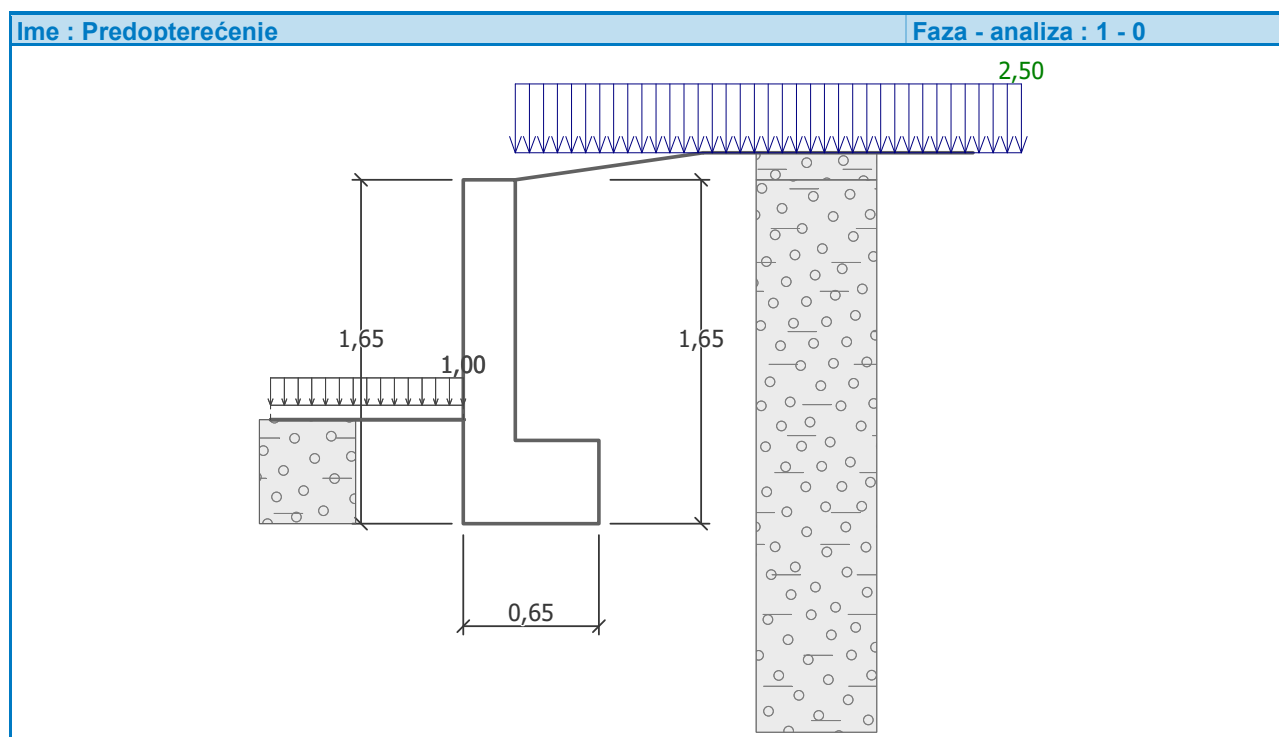 Ime : Predopterećenje
Faza - analiza : 1 - 0
2,50
1,65
1,65
1,00
0,65